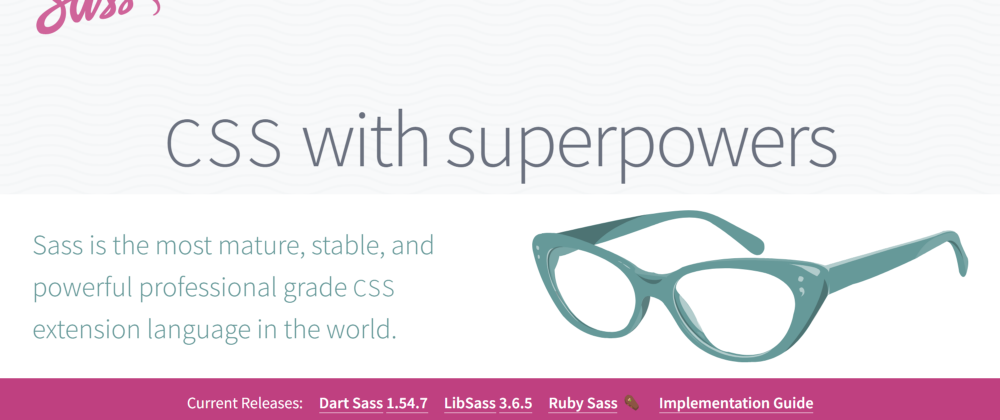 Sass
CSS with superpowers
Sass is the most mature, stable, and
powerful professional grade CSS
extension language in the world.
Current Releases: Dart Sass 1.54.7 LibSass 3.6.5 Ruby Sass Implementation Guide